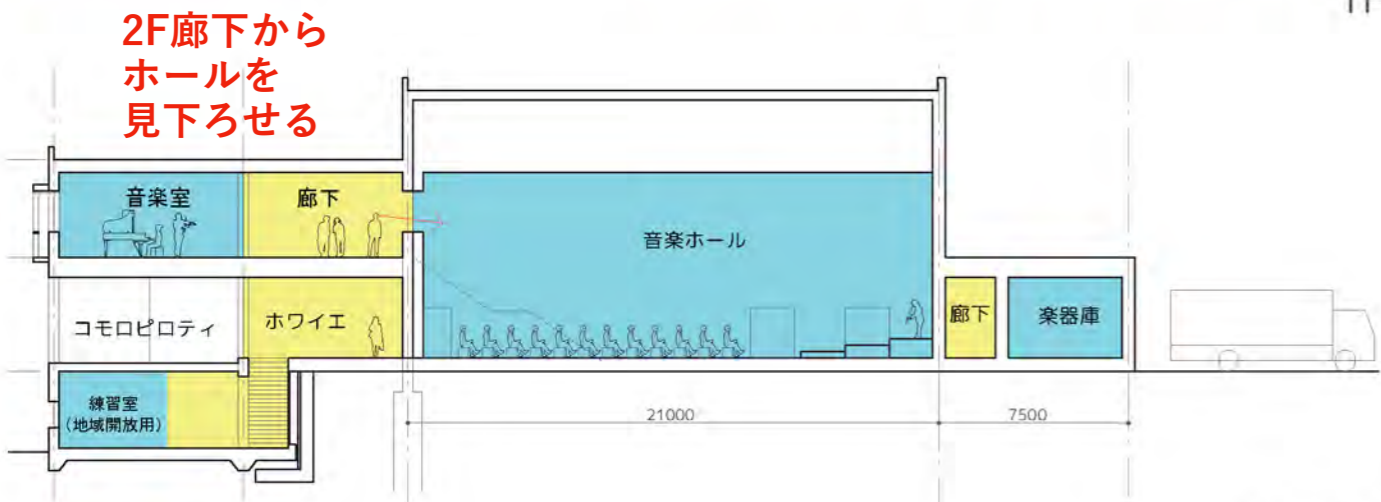 2F廊下から
ホールを
見下ろせる
音楽室
廊下
音楽ホール
コモロピロティ
ホワイエ
廊下
楽器庫
練習室
(地域開放用)
21000
7500